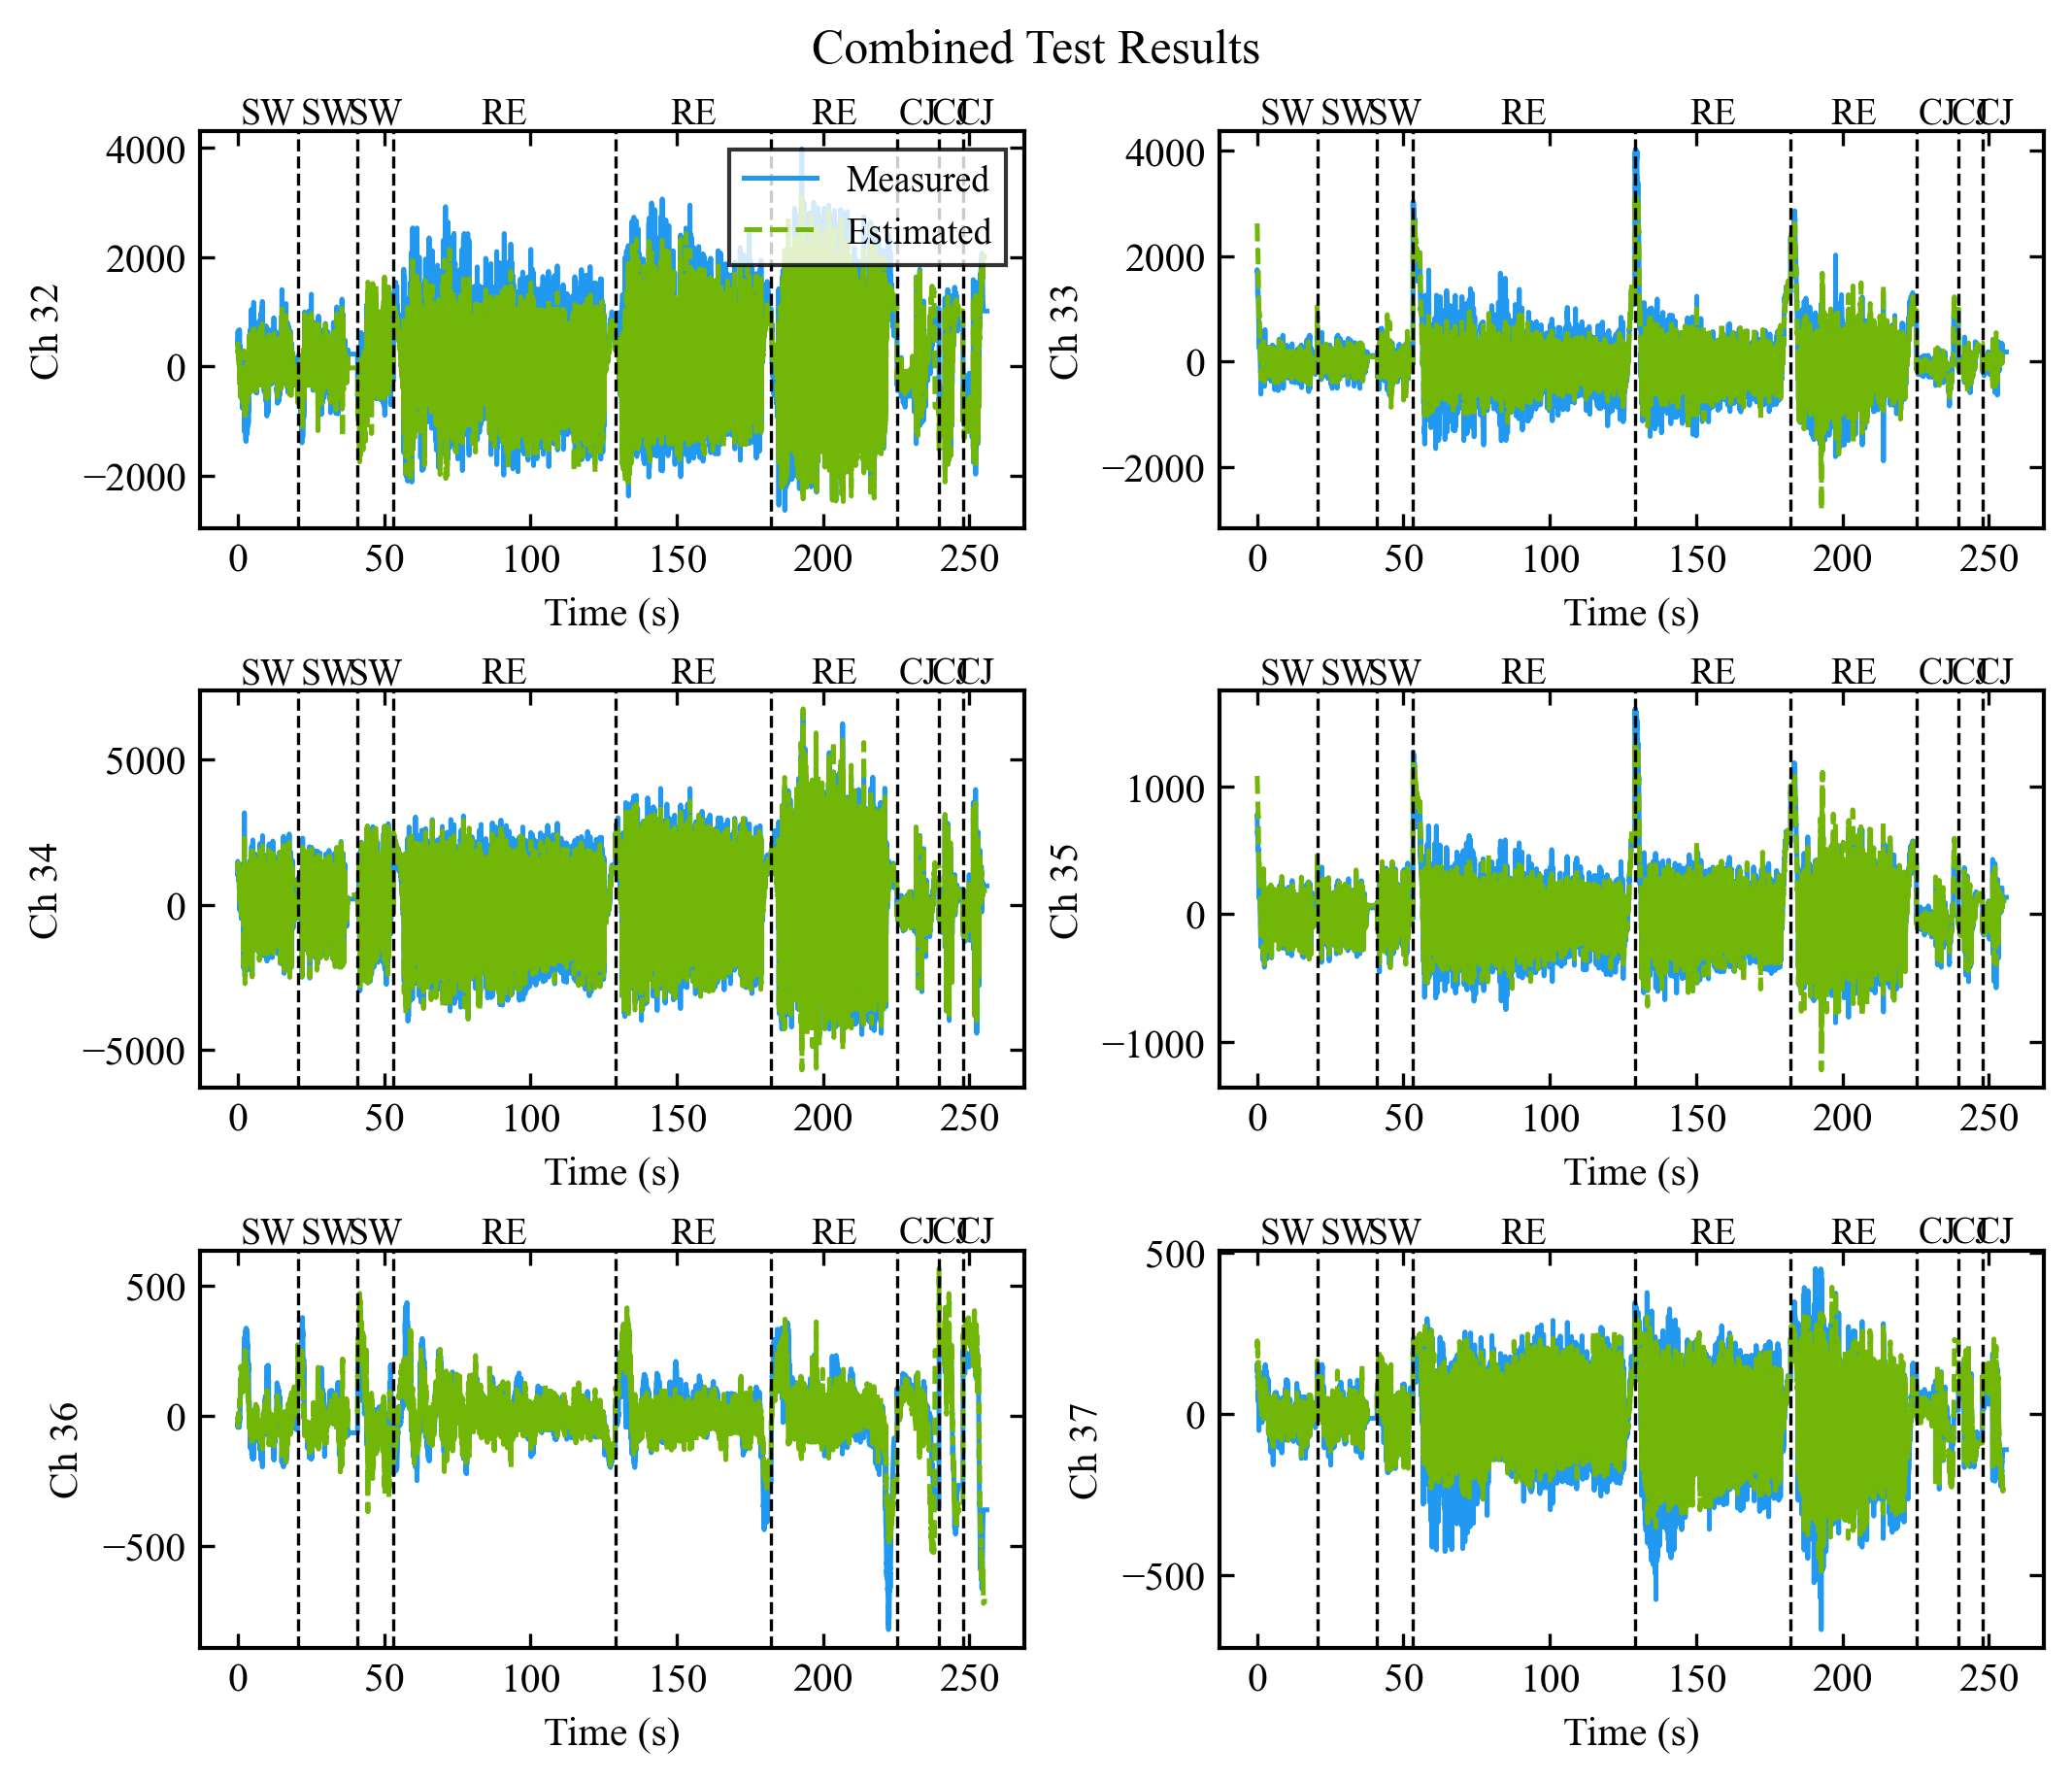 Combined Test Results
SW SW SW RE RE RE CJ CJ CJ
4000
2000
0
−2000
Ch 32
Measured
Estimated
0 50 100 150 200 250
Time (s)
SW SW SW RE RE RE CJ CJ CJ
4000
2000
0
−2000
Ch 33
0 50 100 150 200 250
Time (s)
SW SW SW RE RE RE CJ CJ CJ
5000
0
−5000
Ch 34
0 50 100 150 200 250
Time (s)
SW SW SW RE RE RE CJ CJ CJ
1000
0
−1000
Ch 35
0 50 100 150 200 250
Time (s)
SW SW SW RE RE RE CJ CJ CJ
500
0
−500
Ch 36
0 50 100 150 200 250
Time (s)
SW SW SW RE RE RE CJ CJ CJ
500
0
−500
Ch 37
0 50 100 150 200 250
Time (s)